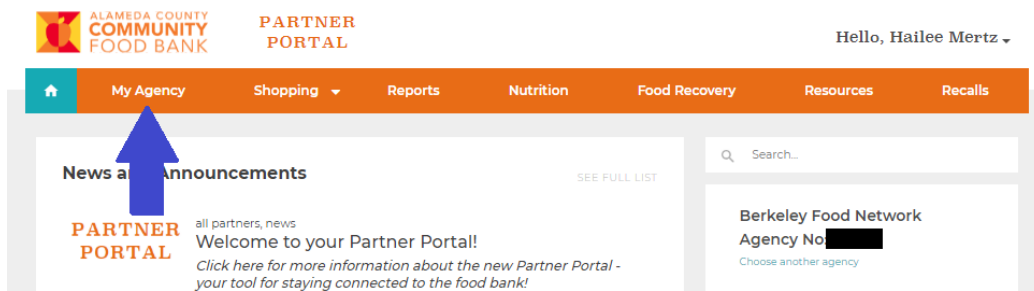 ALAMEDA COUNTY
COMMUNITY
FOOD BANK
PARTNER
PORTAL
Hello, Hailee Mertz
My Agency
Shopping
Reports
Nutrition
Food Recovery
Resources
Recalls
News Announcements
SEE FULL LIST
Search...
PARTNER
PORTAL
all partners, news
Welcome to your Partner Portal!
Click here for more information about the new Partner Portal -
your tool for staying connected to the food bank!
Berkeley Food Network
Agency No:
Choose another agency